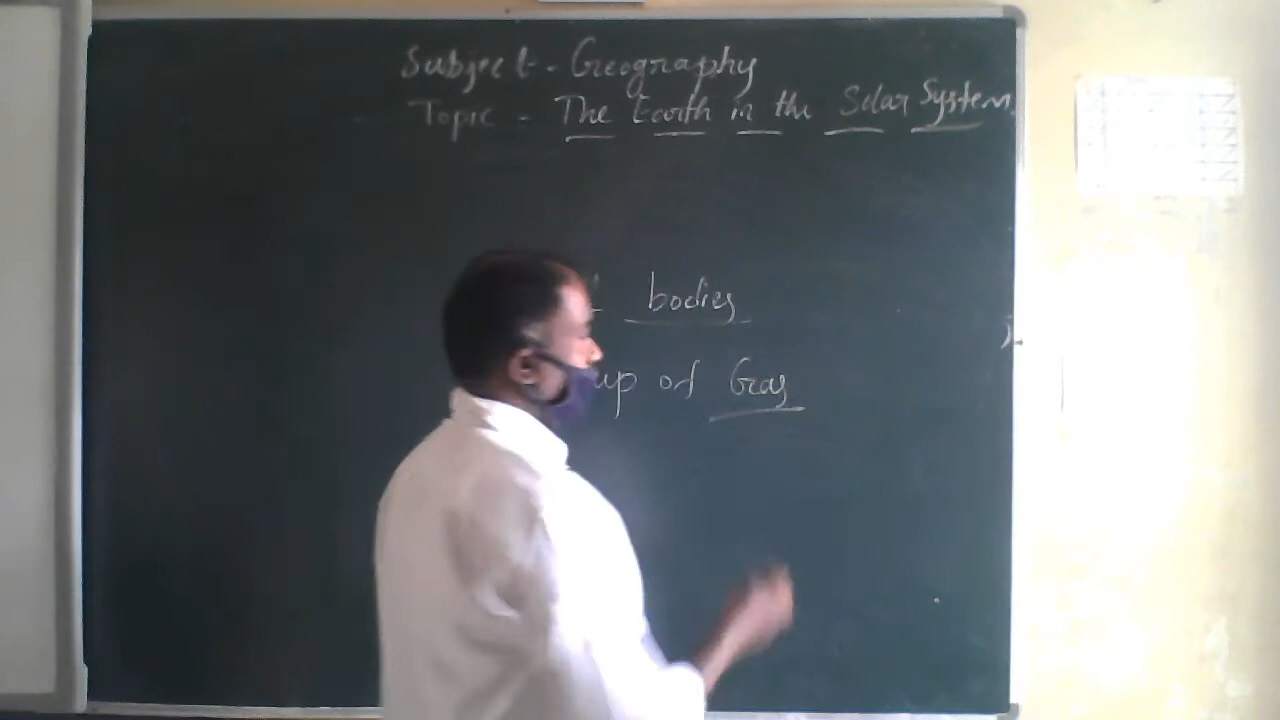 Subject - Geography
Topic - The Earth in the Solar System
bodies
up of Gas